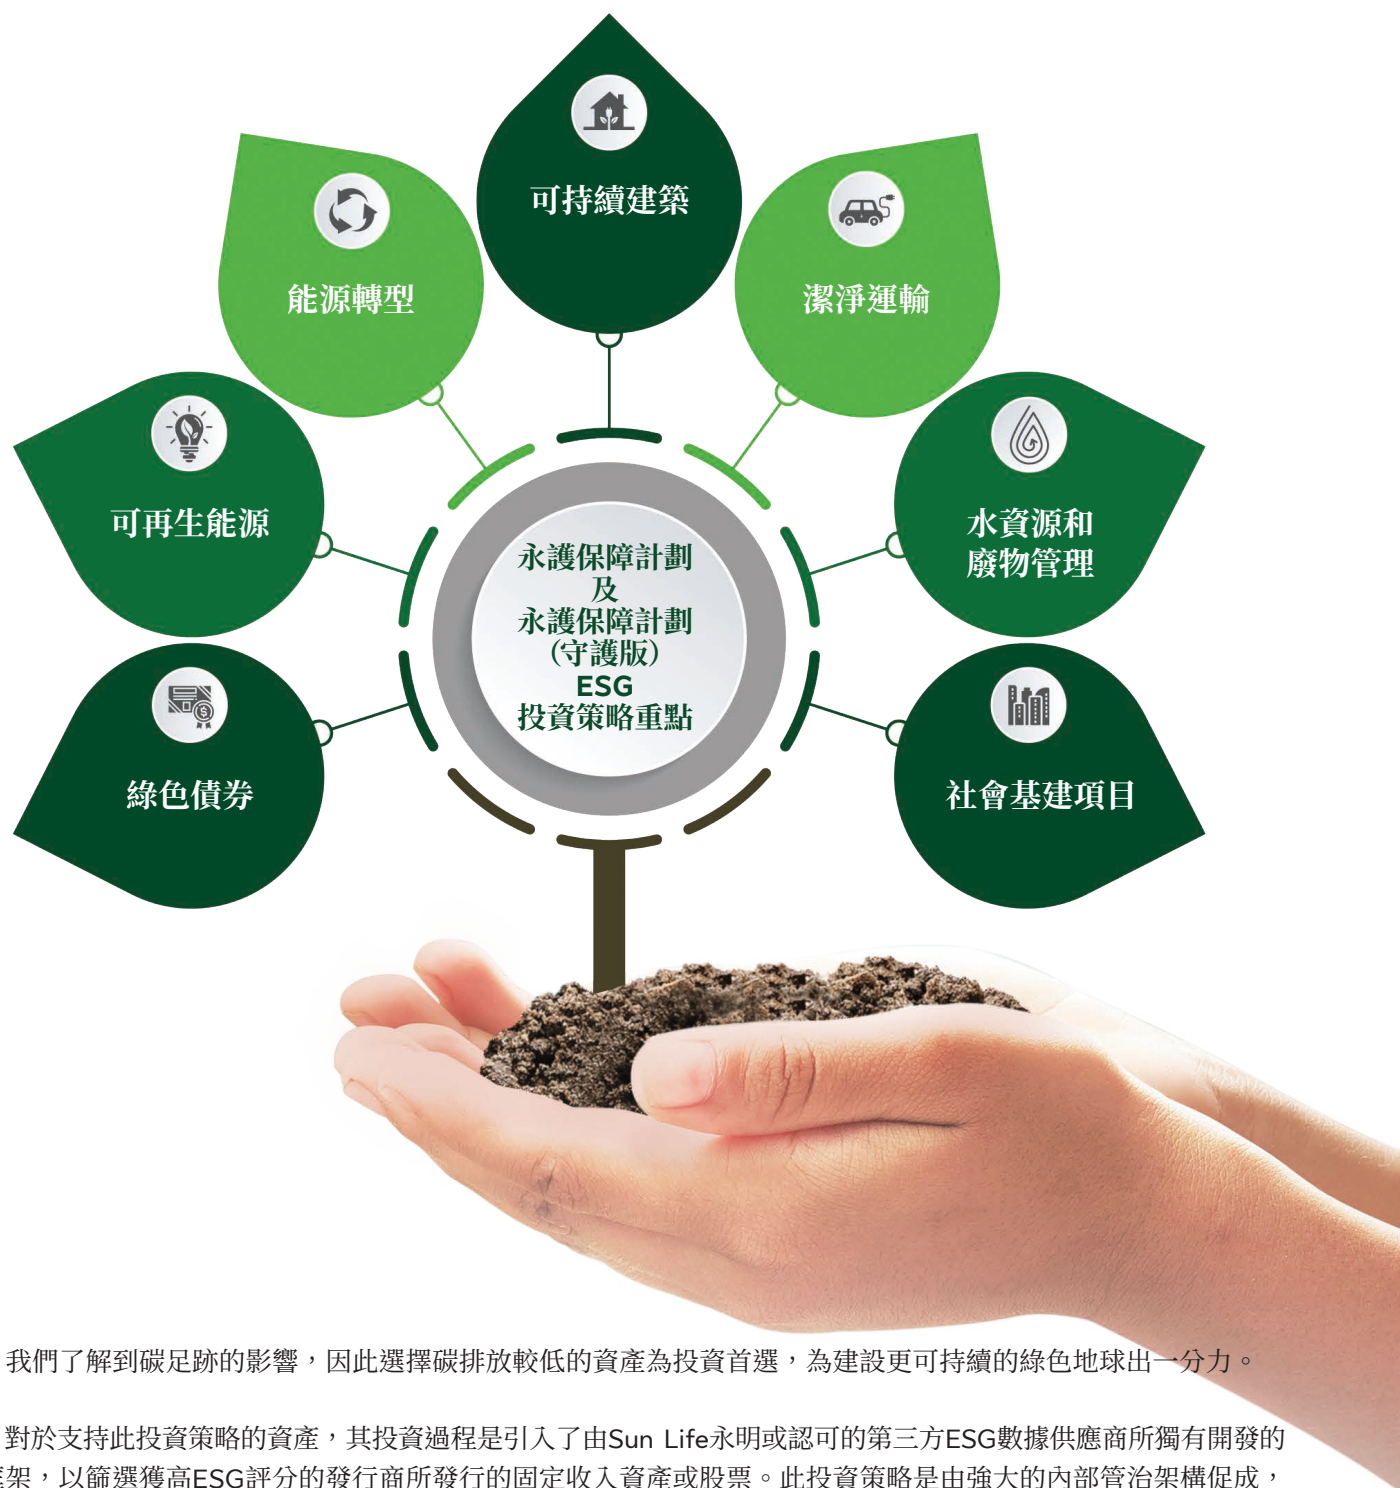 可持續建築
能源轉型
潔淨運輸
可再生能源
水資源和
廢物管理
永護保障計劃
及
永護保障計劃
(守護版)
ESG
投資策略重點
綠色債券
社會基建項目
我們了解到碳足跡的影響，因此選擇碳排放較低的資產為投資首選，為建設更可持續的綠色地球出一分力。
對於支持此投資策略的資產，其投資過程是引入了由Sun Life永明或認可的第三方ESG數據供應商所獨有開發的
框架，以篩選獲高ESG評分的發行商所發行的固定收入資產或股票。此投資策略是由強大的內部管治架構促成，